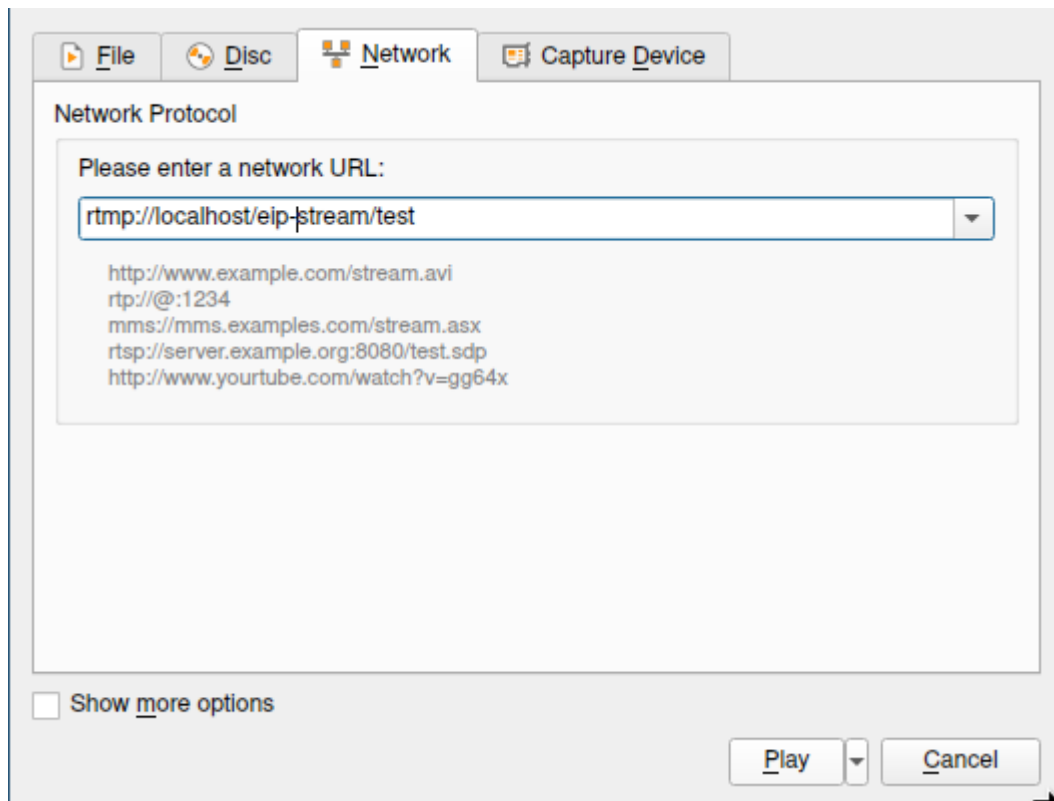 File Disc Network Capture Device
Network Protocol
Please enter a network URL:
rtmp://localhost/eip-stream/test
http://www.example.com/stream.avi
rtp://@:1234
mms://mms.examples.com/stream.asx
rtsp://server.example.org:8080/test.sdp
http://www.yourtube.com/watch?v=gg64x
Show more options
Play Cancel